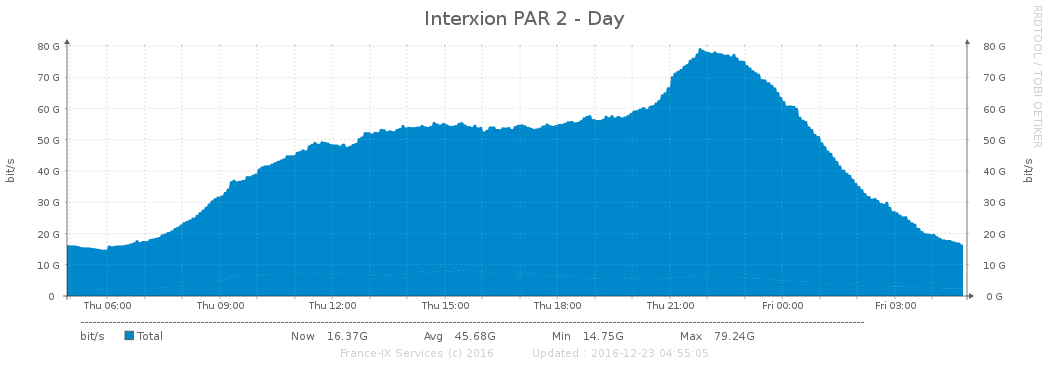 Interxion PAR 2 - Day
RRDTOOL / TOBI OETIKER
80 G 80 G
70 G 70 G
60 G 60 G
50 G 50 G
40 G 40 G
30 G 30 G
20 G 20 G
10 G 10 G
0 0 G
bit/s bit/s
Thu 06:00 Thu 09:00 Thu 12:00 Thu 15:00 Thu 18:00 Thu 21:00 Fri 00:00 Fri 03:00
bit/s Total Now 16.37G Avg 45.68G Min 14.75G Max 79.24G
France-IX Services (c) 2016 Updated : 2016-12-23 04:55:05